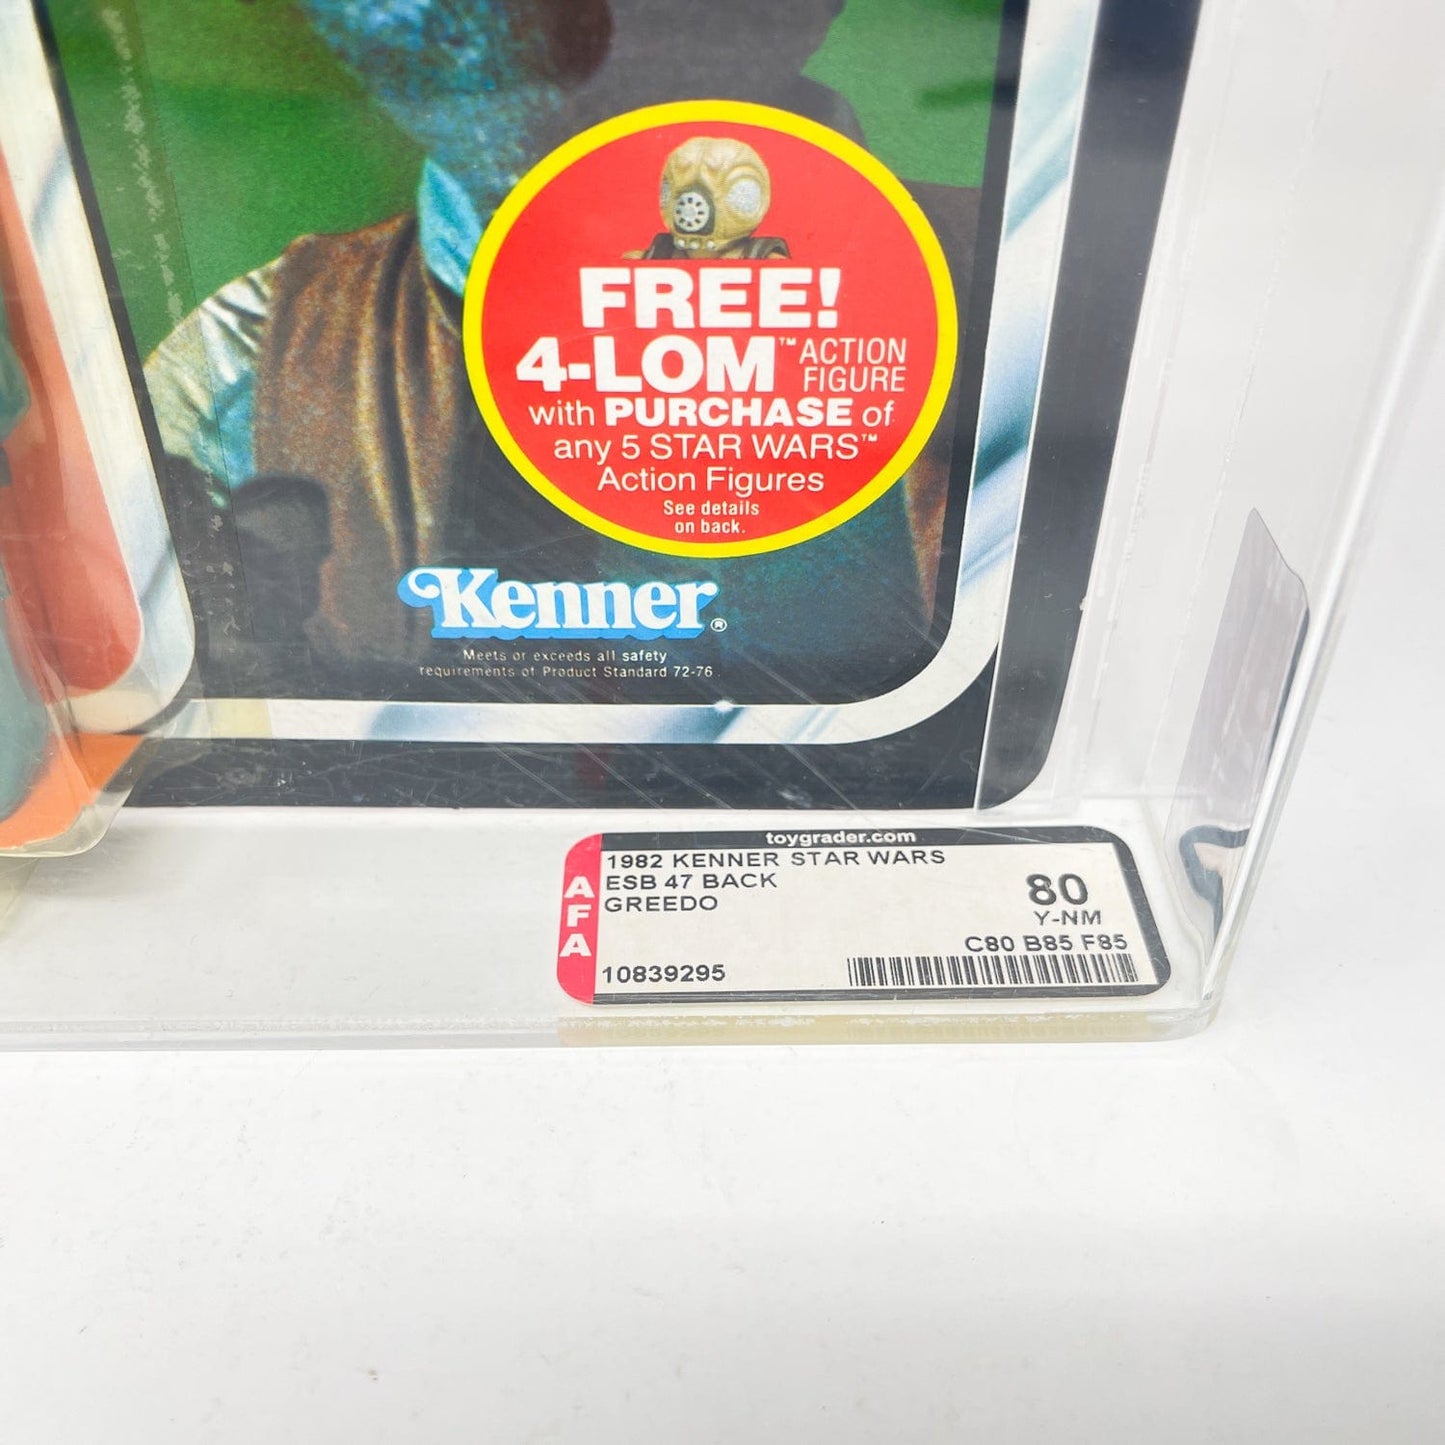 FREE!
4-LOM™ ACTION FIGURE
with PURCHASE of
any 5 STAR WARS™
Action Figures
See details
on back.
Kenner®
Meets or exceeds all safety
requirements of Product Standard 72-76.
toygrader.com
AFA
1982 KENNER STAR WARS
ESB 47 BACK
GREEDO
80
Y-NM
C80 B85 F85
10839295